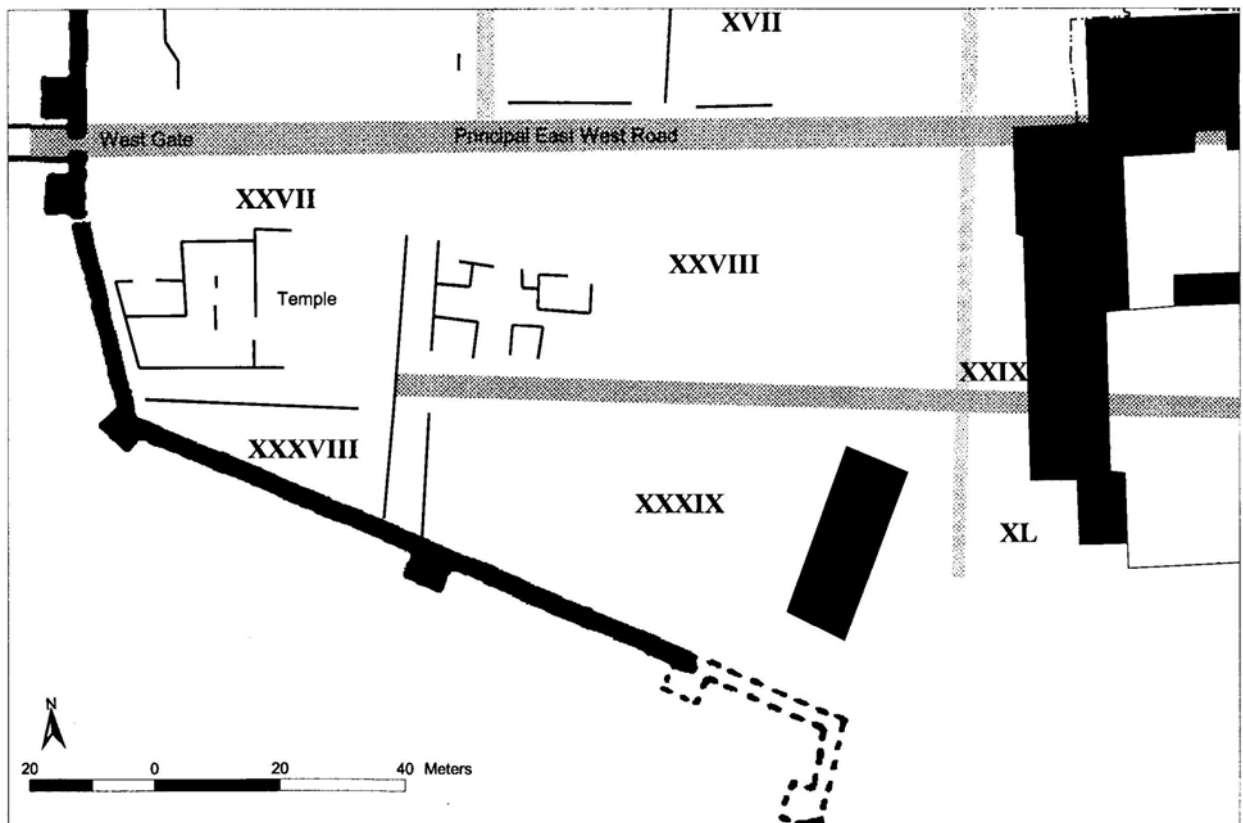 XVII
West Gate
Principal East West Road
XXVII
XXVIII
Temple
XXIX
XXXVIII
XXXIX
XL
N
20 0 20 40 Meters